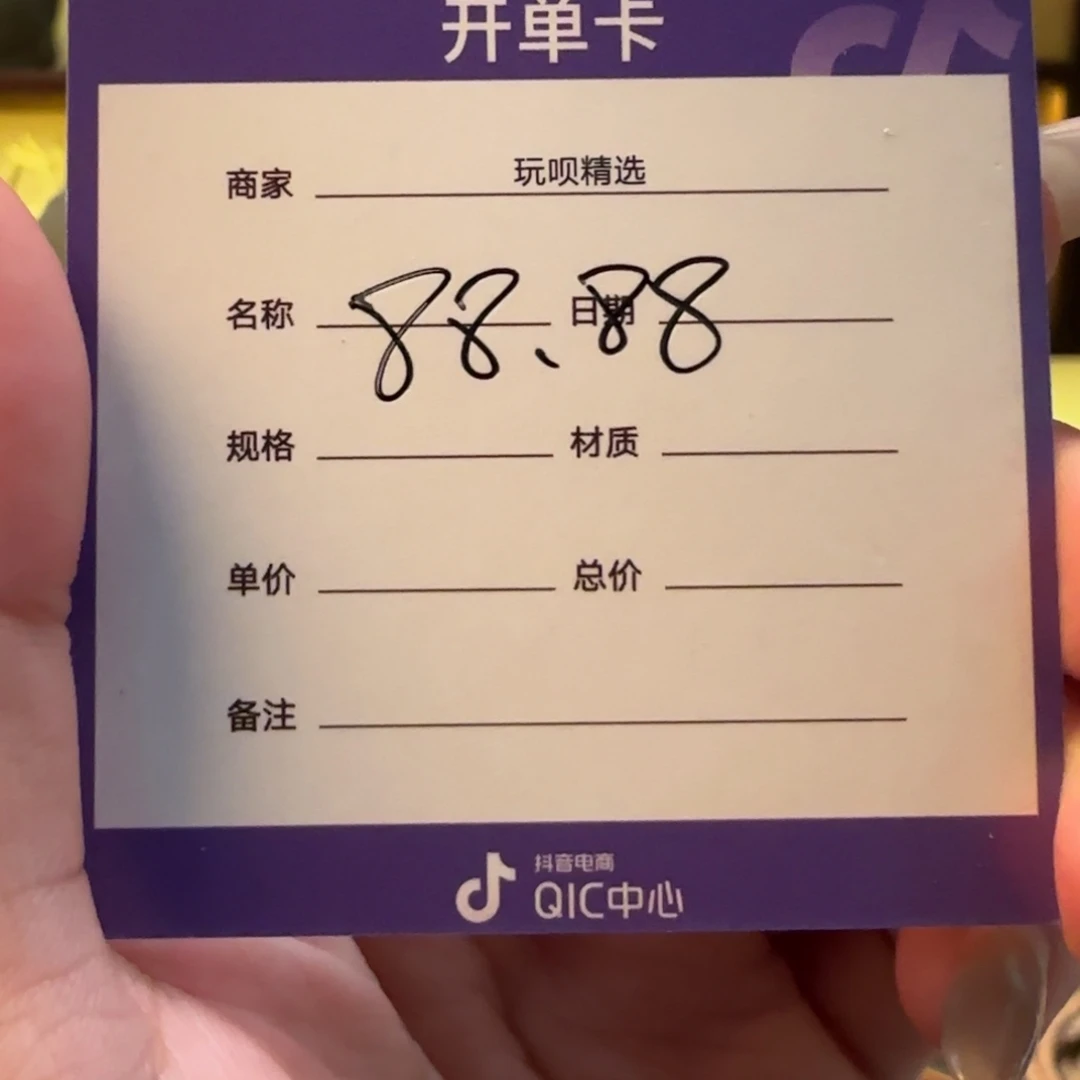 开单卡
商家 玩呗精选
名称 日期
88.88
规格 材质
单价 总价
备注
抖音电商
QIC中心